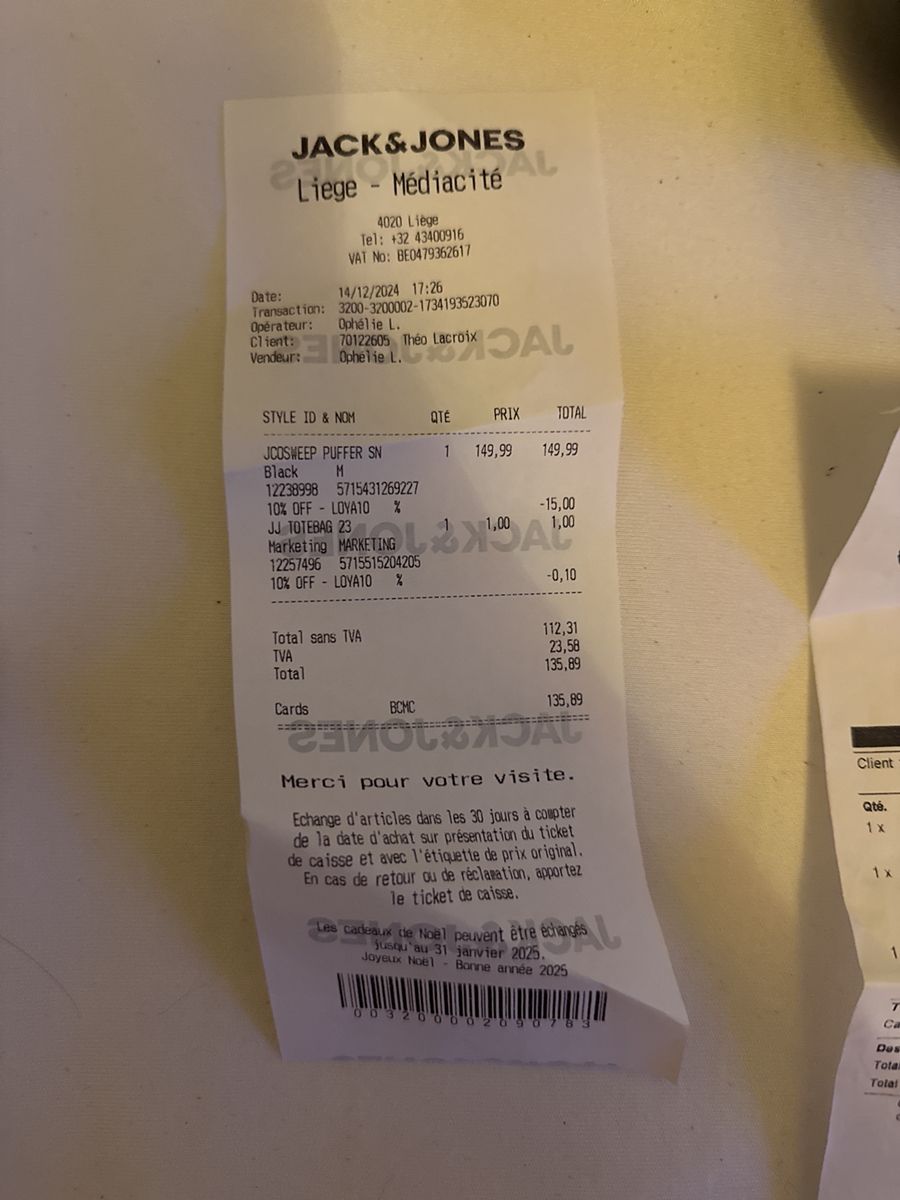 JACK&JONES
Liege - Médiacité
4020 Liège
Tel: +32 43400916
VAT No: BE0479362617
Date: 14/12/2024 17:26
Transaction: 3200-3200002-1734193523070
Opérateur: Ophélie L.
Client: 70122605 Théo Lacroix
Vendeur: Ophélie L.
STYLE ID & NOM QTÉ PRIX TOTAL
JCOSWEEP PUFFER SN 1 149,99 149,99
Black M
12238998 5715431269227
10% OFF - LOYA10 % -15,00
JJ TOTEBAG 23 1 1,00 1,00
Marketing MARKETING
12257496 5715515204205
10% OFF - LOYA10 % -0,10
Total sans TVA 112,31
TVA 23,58
Total 135,89
Cards BCMC 135,89
Merci pour votre visite.
Echange d'articles dans les 30 jours à compter
de la date d'achat sur présentation du ticket
de caisse et avec l'étiquette de prix original.
En cas de retour ou de réclamation, apportez
le ticket de caisse.
Les cadeaux de Noël peuvent être échangés
jusqu'au 31 janvier 2025.
Joyeux Noël - Bonne année 2025
0032000002090783
Client
Qté.
1 x
1 x
1
Total
Total